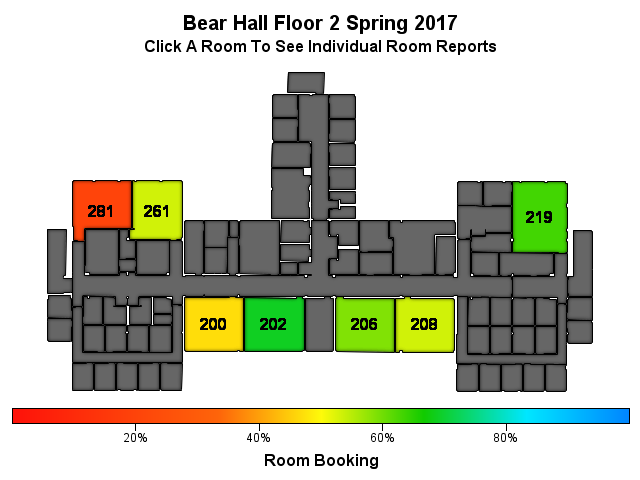 Bear Hall Floor 2 Spring 2017
Click A Room To See Individual Room Reports
281 261
219
200 202 206 208
20% 40% 60% 80%
Room Booking